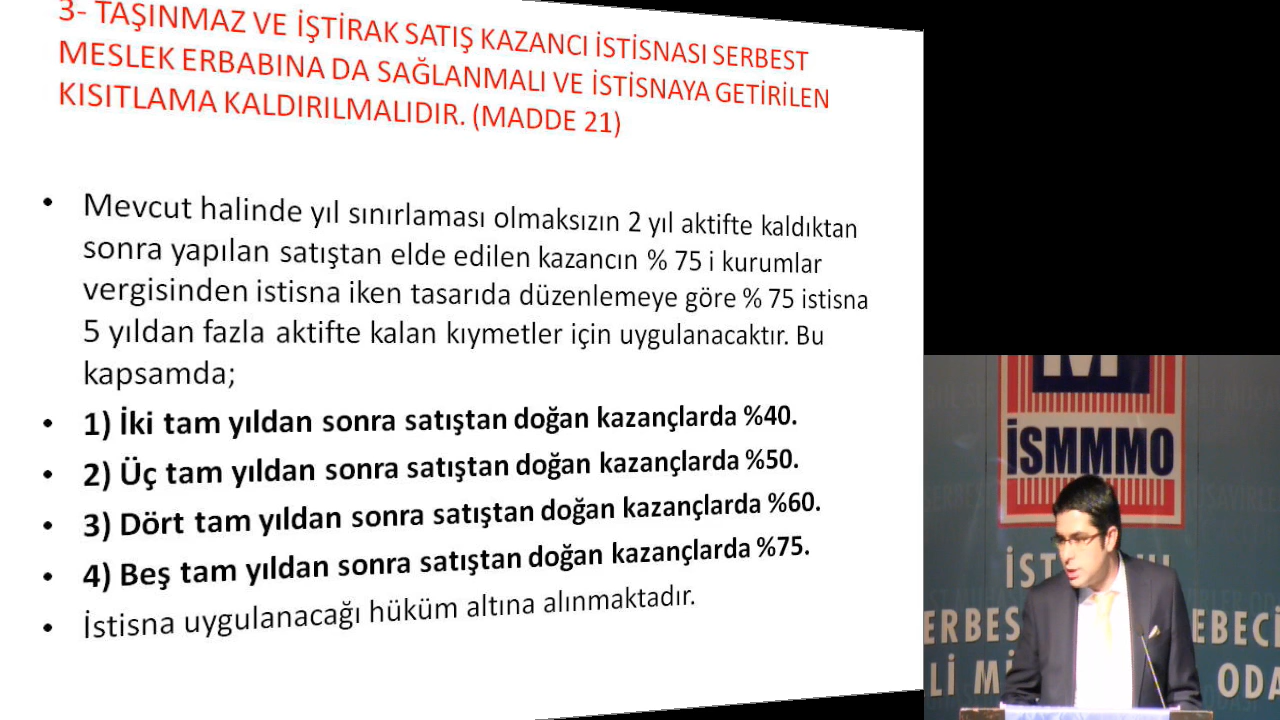 3- TAŞINMAZ VE İŞTİRAK SATIŞ KAZANCI İSTİSNASI SERBEST
MESLEK ERBABINA DA SAĞLANMALI VE İSTİSNAYA GETİRİLEN
KISITLAMA KALDIRILMALIDIR. (MADDE 21)
• Mevcut halinde yıl sınırlaması olmaksızın 2 yıl aktifte kaldıktan
sonra yapılan satıştan elde edilen kazancın % 75 i kurumlar
vergisinden istisna iken tasarıda düzenlemeye göre % 75 istisna
5 yıldan fazla aktifte kalan kıymetler için uygulanacaktır. Bu
kapsamda;
• 1) İki tam yıldan sonra satıştan doğan kazançlarda %40.
• 2) Üç tam yıldan sonra satıştan doğan kazançlarda %50.
• 3) Dört tam yıldan sonra satıştan doğan kazançlarda %60.
• 4) Beş tam yıldan sonra satıştan doğan kazançlarda %75.
• İstisna uygulanacağı hüküm altına alınmaktadır.
M
İSMMMO
ERBES EBECİ
Lİ M ODA